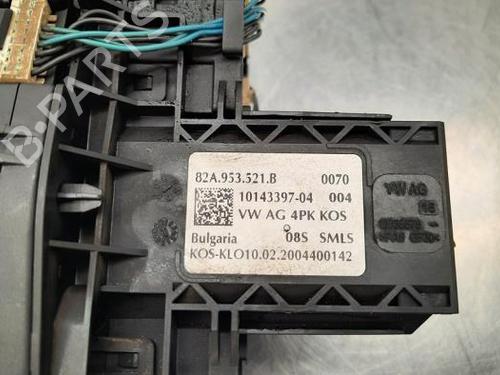 82A.953.521.B 0070
10143397-04 004
VW AG 4PK KOS
Bulgaria 08S SMLS
KOS-KLO10.02.2004400142
VW AG
B-PARTS